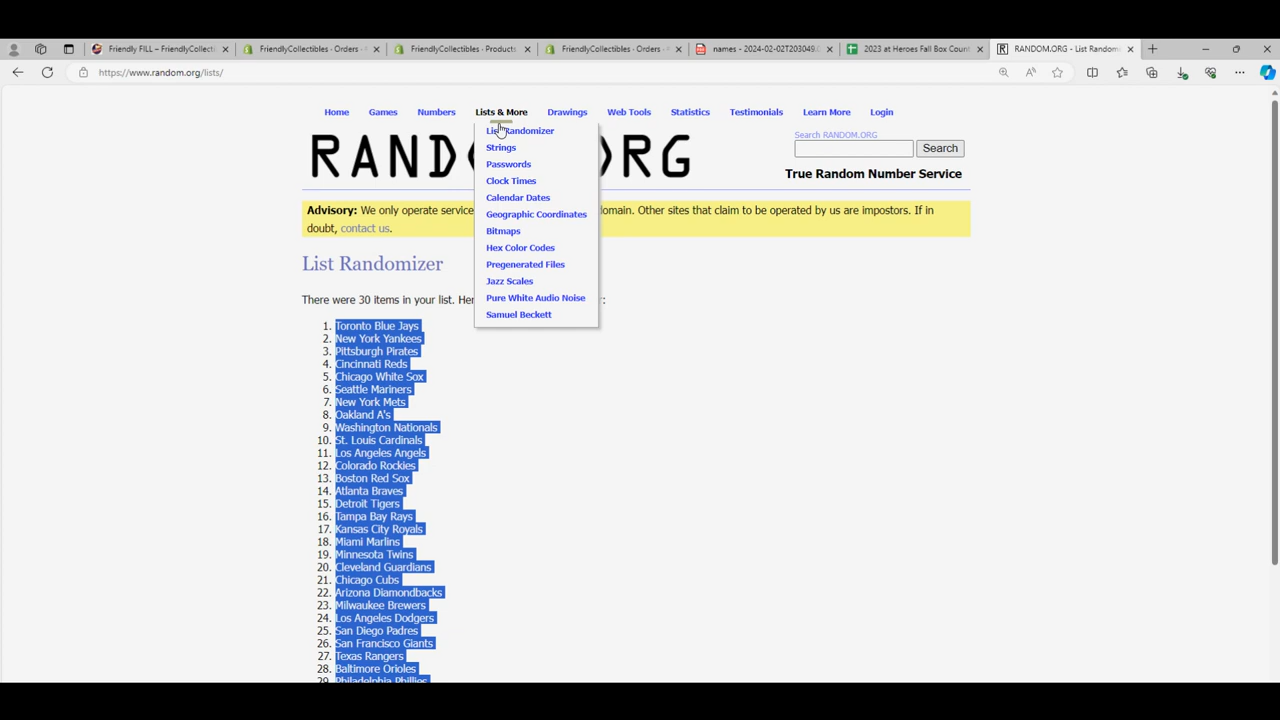 Friendly FILL – FriendlyCollecti
FriendlyCollectibles · Orders ·
FriendlyCollectibles · Products
FriendlyCollectibles · Orders ·
names - 2024-02-02T203049.
2023 at Heroes Fall Box Count
RANDOM.ORG - List Random
https://www.random.org/lists/
Home
Games
Numbers
Lists & More
Drawings
Web Tools
Statistics
Testimonials
Learn More
Login
List Randomizer
Strings
Passwords
Clock Times
Calendar Dates
Geographic Coordinates
Bitmaps
Hex Color Codes
Pregenerated Files
Jazz Scales
Pure White Audio Noise
Samuel Beckett
Search RANDOM.ORG
Search
True Random Number Service
RAND RG
Advisory: We only operate service omain. Other sites that claim to be operated by us are impostors. If in
doubt, contact us.
List Randomizer
There were 30 items in your list. Her r:
1. Toronto Blue Jays
2. New York Yankees
3. Pittsburgh Pirates
4. Cincinnati Reds
5. Chicago White Sox
6. Seattle Mariners
7. New York Mets
8. Oakland A's
9. Washington Nationals
10. St. Louis Cardinals
11. Los Angeles Angels
12. Colorado Rockies
13. Boston Red Sox
14. Atlanta Braves
15. Detroit Tigers
16. Tampa Bay Rays
17. Kansas City Royals
18. Miami Marlins
19. Minnesota Twins
20. Cleveland Guardians
21. Chicago Cubs
22. Arizona Diamondbacks
23. Milwaukee Brewers
24. Los Angeles Dodgers
25. San Diego Padres
26. San Francisco Giants
27. Texas Rangers
28. Baltimore Orioles
29. Philadelphia Phillies